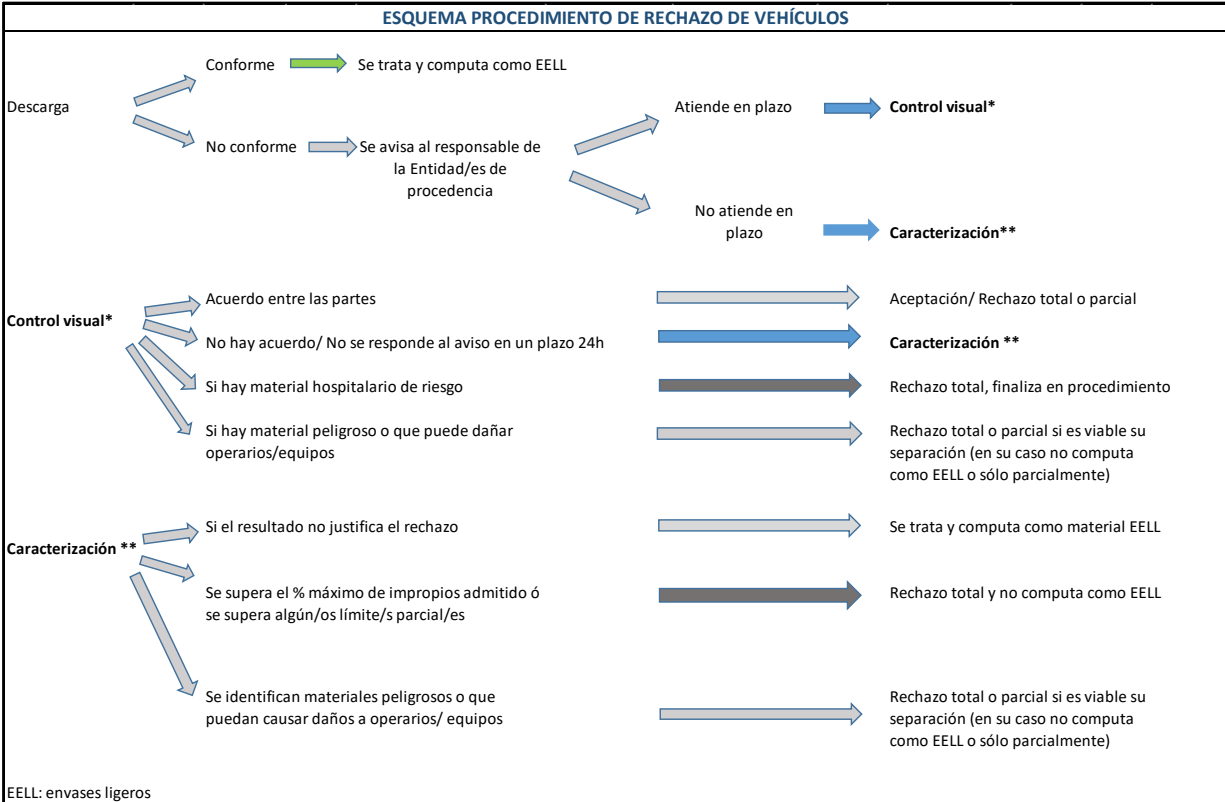 ESQUEMA PROCEDIMIENTO DE RECHAZO DE VEHÍCULOS
Conforme
Se trata y computa como EELL
Descarga
Atiende en plazo
Control visual*
No conforme
Se avisa al responsable de
la Entidad/es de
procedencia
No atiende en
plazo
Caracterización**
Control visual*
Acuerdo entre las partes
Aceptación/ Rechazo total o parcial
No hay acuerdo/ No se responde al aviso en un plazo 24h
Caracterización **
Si hay material hospitalario de riesgo
Rechazo total, finaliza en procedimiento
Si hay material peligroso o que puede dañar
operarios/equipos
Rechazo total o parcial si es viable su
separación (en su caso no computa
como EELL o sólo parcialmente)
Caracterización **
Si el resultado no justifica el rechazo
Se trata y computa como material EELL
Se supera el % máximo de impropios admitido ó
se supera algún/os límite/s parcial/es
Rechazo total y no computa como EELL
Se identifican materiales peligrosos o que
puedan causar daños a operarios/ equipos
Rechazo total o parcial si es viable su
separación (en su caso no computa
como EELL o sólo parcialmente)
EELL: envases ligeros